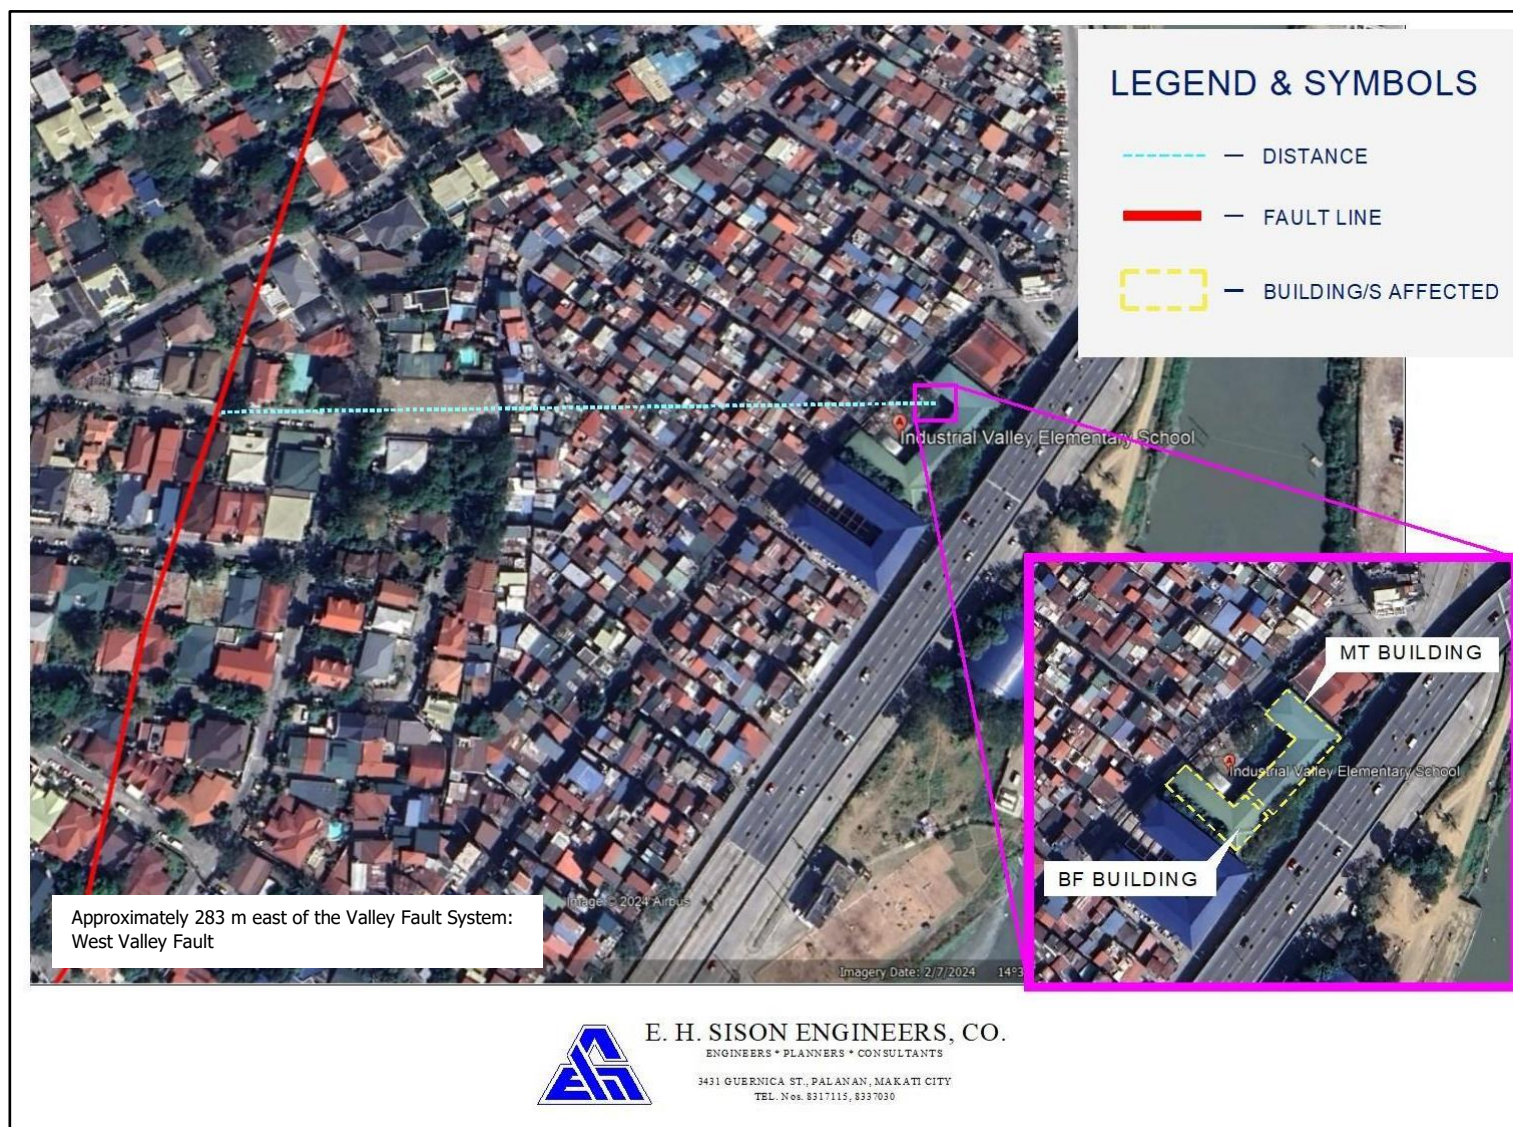 LEGEND & SYMBOLS
— DISTANCE
— FAULT LINE
— BUILDING/S AFFECTED
Industrial Valley Elementary School
MT BUILDING
Industrial Valley Elementary School
BF BUILDING
Image © 2024 Airbus
Approximately 283 m east of the Valley Fault System:
West Valley Fault
Imagery Date: 2/7/2024 14°3
E. H. SISON ENGINEERS, CO.
ENGINEERS * PLANNERS * CONSULTANTS
3431 GUERNICA ST., PALANAN, MAKATI CITY
TEL. Nos. 8317115, 8337030